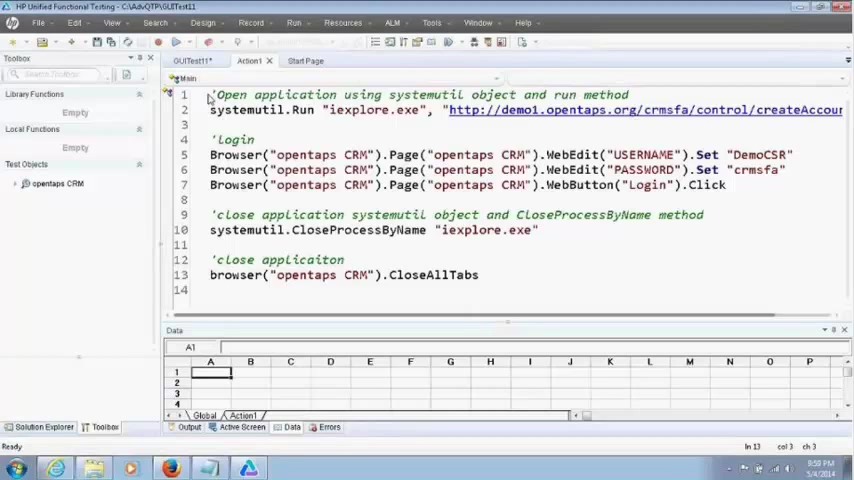 HP Unified Functional Testing - C:\AdvQTP\GUITest11
File Edit View Search Design Record Run Resources ALM Tools Window Help
Toolbox
GUITest11* Action1 Start Page
Search
Main
Library Functions
Empty
Local Functions
Empty
Test Objects
opentaps CRM
1 'Open application using systemutil object and run method
2 systemutil.Run "iexplore.exe", "http://demo1.opentaps.org/crmsfa/control/createAccoun
3
4 'login
5 Browser("opentaps CRM").Page("opentaps CRM").WebEdit("USERNAME").Set "DemoCSR"
6 Browser("opentaps CRM").Page("opentaps CRM").WebEdit("PASSWORD").Set "crmsfa"
7 Browser("opentaps CRM").Page("opentaps CRM").WebButton("Login").Click
8
9 'close application systemutil object and CloseProcessByName method
10 systemutil.CloseProcessByName "iexplore.exe"
11
12 'close applicaiton
13 browser("opentaps CRM").CloseAllTabs
14
Data
A1
A B C D E F G H I J K L M N O P
1
2
3
4
Global Action1
Solution Explorer Toolbox Output Active Screen Data Errors
Ready ln 13 col 3 ch 3
9:59 PM
5/4/2014